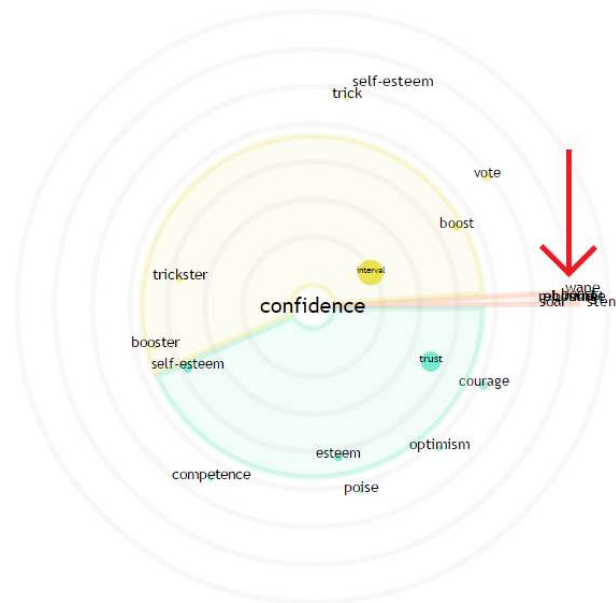 self-esteem
trick
vote
boost
trickster
interval
wane
confidence
soar
booster
self-esteem
trust
courage
optimism
esteem
competence
poise